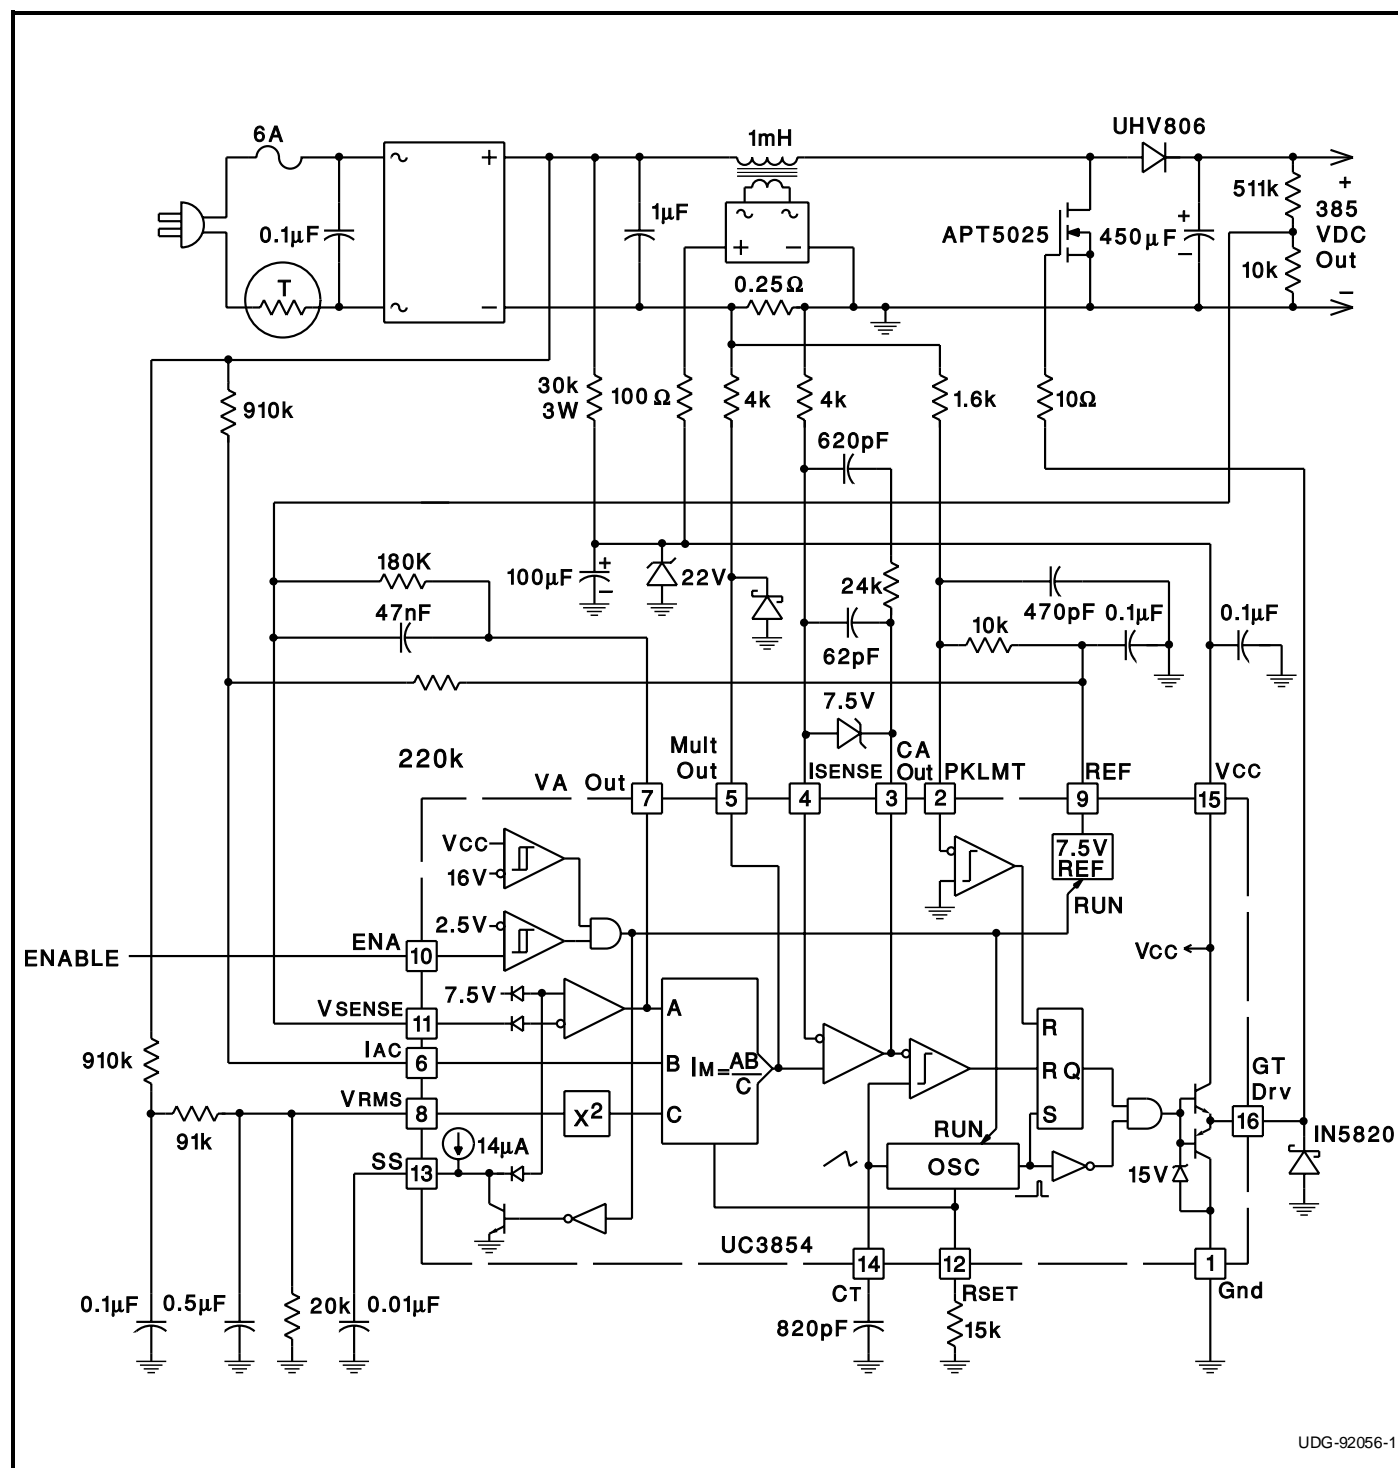 6A
1mH
UHV806
+
0.1µF
1µF
+
−
APT5025
450µF
+
−
511k
10k
+
385
VDC
Out
−
T
−
0.25Ω
910k
30k
3W
100Ω
4k
4k
1.6k
10Ω
620pF
180K
100µF
+
−
22V
24k
470pF
0.1µF
0.1µF
47nF
10k
62pF
7.5V
220k
VA Out
Mult
Out
ISENSE
CA
Out
PKLMT
REF
VCC
7
5
4
3
2
9
15
VCC
16V
7.5V
REF
RUN
2.5V
ENABLE
ENA
10
VCC
7.5V
VSENSE
11
A
R
910k
IAC
6
B
IM=AB/C
R Q
GT
Drv
VRMS
8
X2
C
S
16
91k
RUN
IN5820
SS
13
14µA
OSC
15V
UC3854
14
12
1
CT
RSET
Gnd
0.1µF
0.5µF
20k
0.01µF
820pF
15k
UDG-92056-1